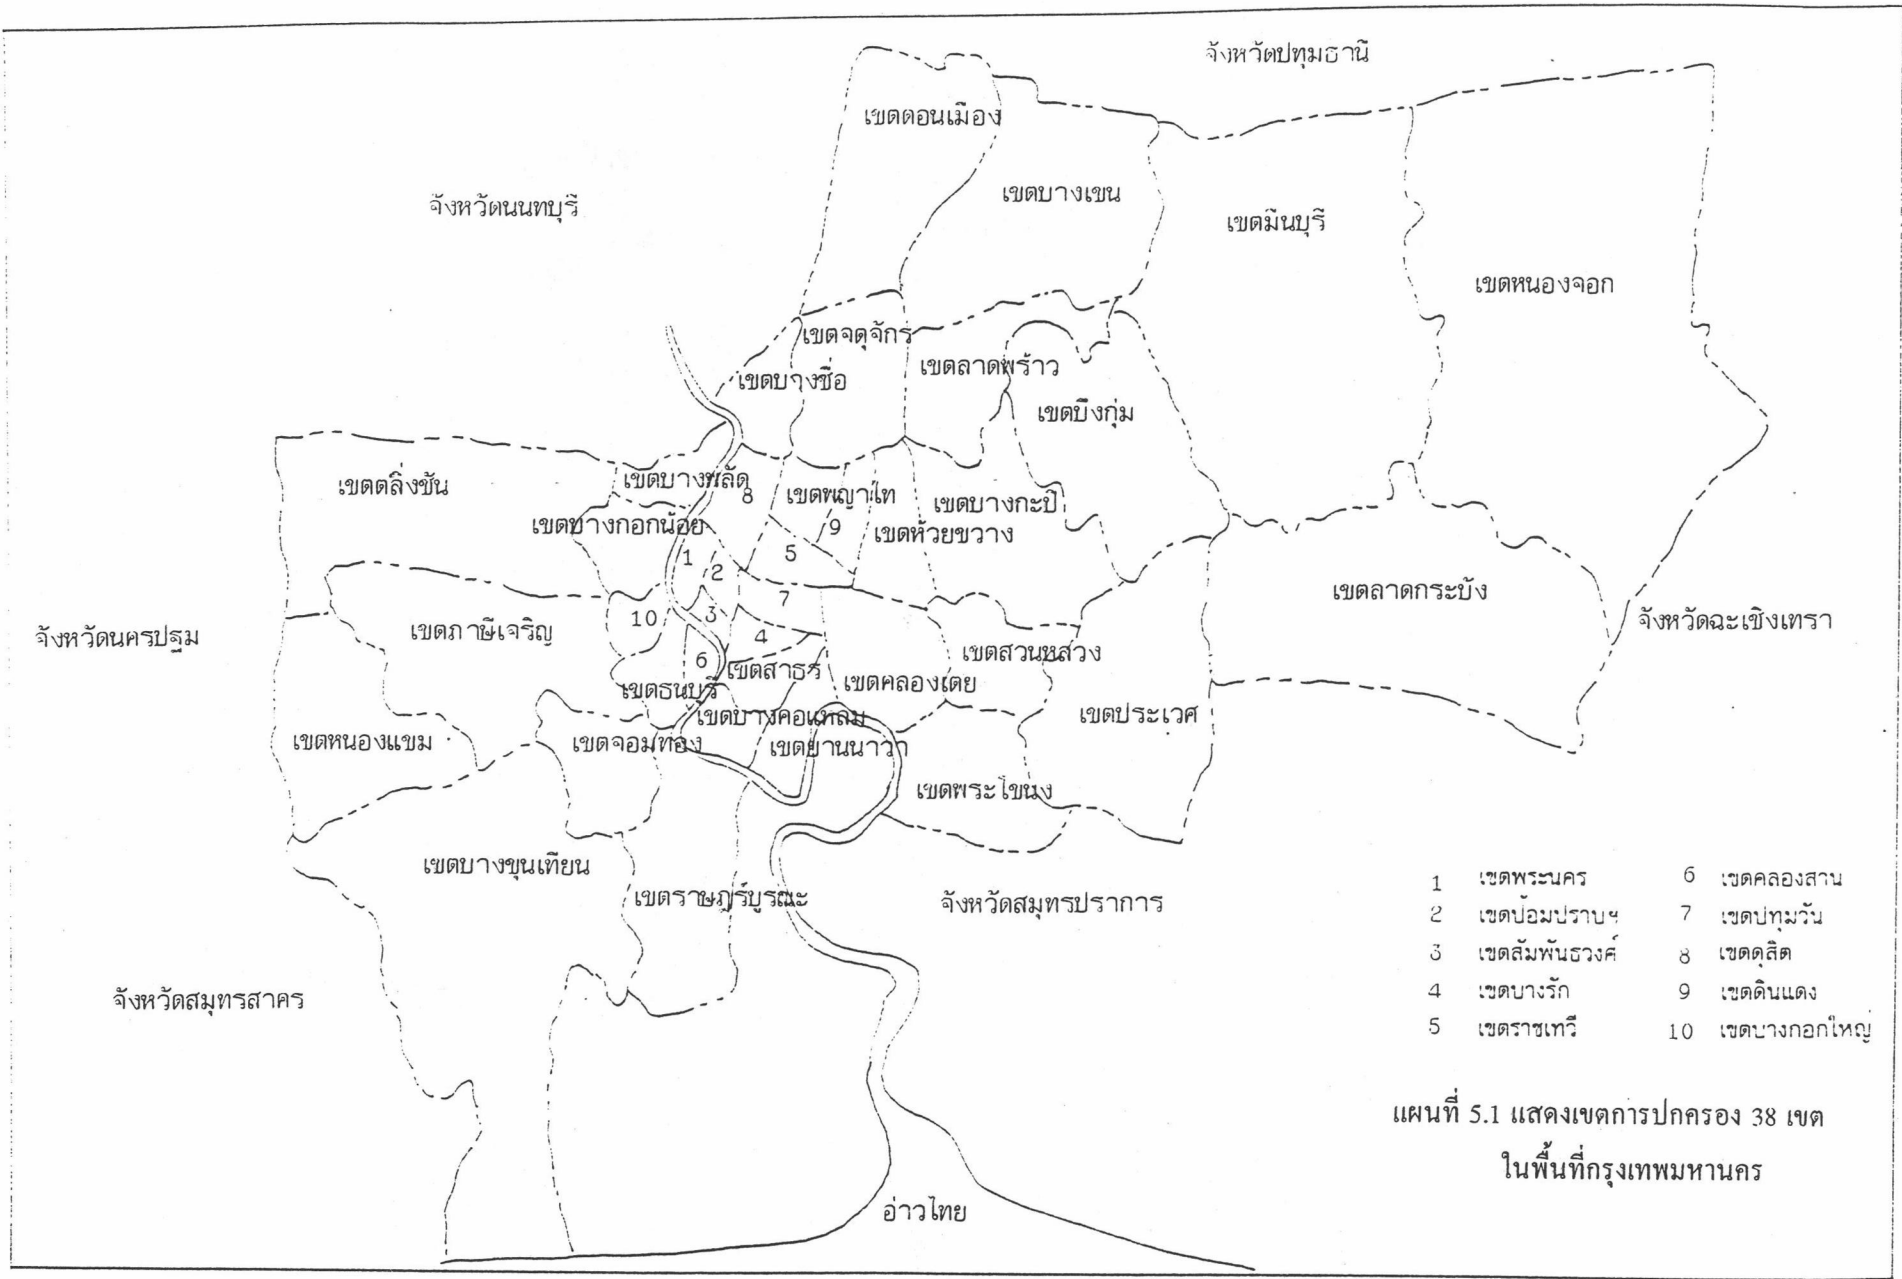 จังหวัดปทุมธานี
เขตดอนเมือง
เขตบางเขน
จังหวัดนนทบุรี
เขตมีนบุรี
เขตหนองจอก
เขตจตุจักร
เขตลาดพร้าว
เขตบางซื่อ
เขตบึงกุ่ม
เขตตลิ่งชัน
เขตบางพลัด
8
เขตพญาไท
เขตบางกะปิ
เขตบางกอกน้อย
9
เขตห้วยขวาง
1
2
5
เขตลาดกระบัง
7
10
3
4
จังหวัดนครปฐม
เขตภาษีเจริญ
จังหวัดฉะเชิงเทรา
6
เขตสาธร
เขตสวนหลวง
เขตธนบุรี
เขตคลองเตย
เขตบางคอแหลม
เขตประเวศ
เขตหนองแขม
เขตจอมทอง
เขตยานนาวา
เขตพระโขนง
เขตบางขุนเทียน
เขตราษฎร์บูรณะ
จังหวัดสมุทรปราการ
จังหวัดสมุทรสาคร
1 เขตพระนคร 6 เขตคลองสาน
2 เขตป้อมปราบฯ 7 เขตปทุมวัน
3 เขตสัมพันธวงศ์ 8 เขตดุสิต
4 เขตบางรัก 9 เขตดินแดง
5 เขตราชเทวี 10 เขตบางกอกใหญ่
แผนที่ 5.1 แสดงเขตการปกครอง 38 เขต
ในพื้นที่กรุงเทพมหานคร
อ่าวไทย